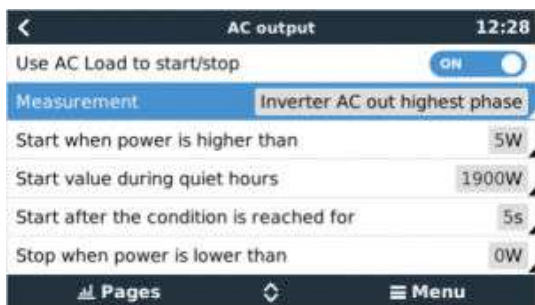 AC output 12:28
Use AC Load to start/stop ON
Measurement Inverter AC out highest phase
Start when power is higher than 5W
Start value during quiet hours 1900W
Start after the condition is reached for 5s
Stop when power is lower than 0W
Pages Menu